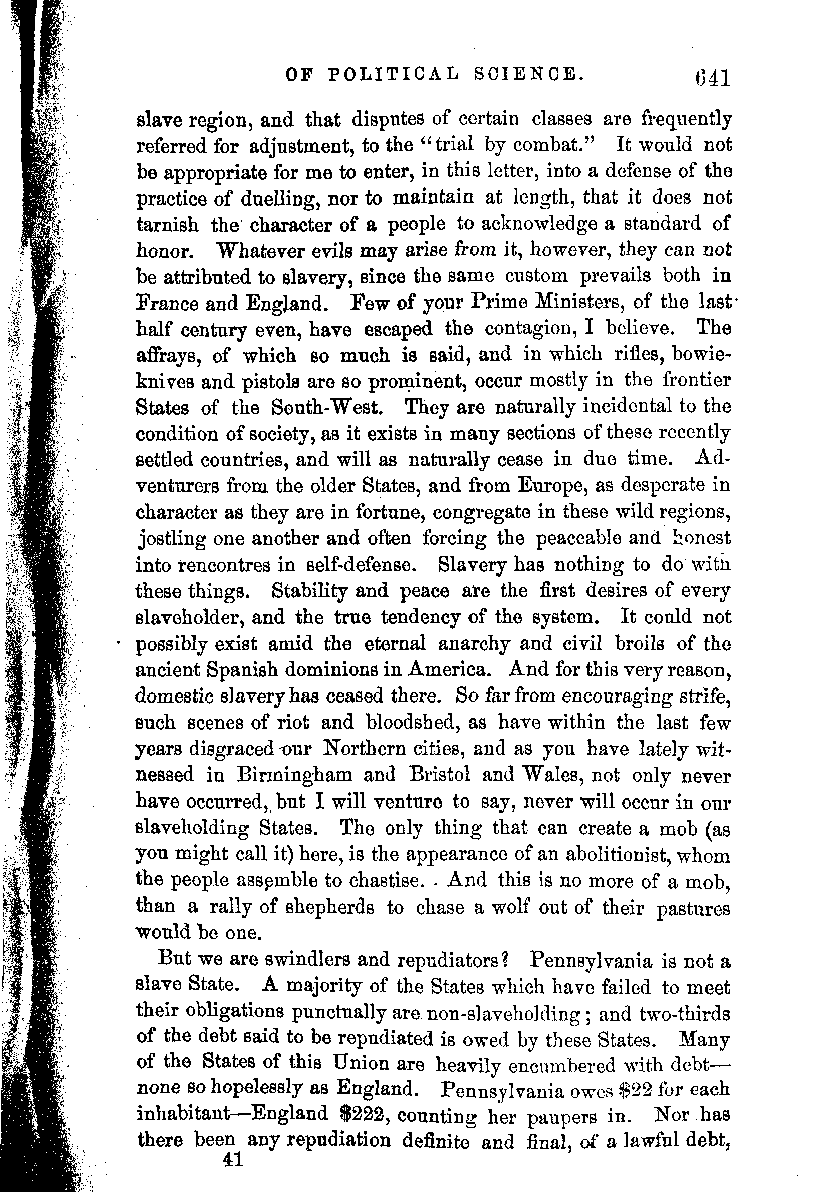 OF POLITICAL SCIENCE. 641
slave region, and that disputes of certain classes are frequently
referred for adjustment, to the “trial by combat.” It would not
be appropriate for me to enter, in this letter, into a defense of the
practice of duelling, nor to maintain at length, that it does not
tarnish the character of a people to acknowledge a standard of
honor. Whatever evils may arise from it, however, they can not
be attributed to slavery, since the same custom prevails both in
France and England. Few of your Prime Ministers, of the last
half century even, have escaped the contagion, I believe. The
affrays, of which so much is said, and in which rifles, bowie-
knives and pistols are so prominent, occur mostly in the frontier
States of the South-West. They are naturally incidental to the
condition of society, as it exists in many sections of these recently
settled countries, and will as naturally cease in due time. Ad-
venturers from the older States, and from Europe, as desperate in
character as they are in fortune, congregate in these wild regions,
jostling one another and often forcing the peaceable and honest
into rencontres in self-defense. Slavery has nothing to do with
these things. Stability and peace are the first desires of every
slaveholder, and the true tendency of the system. It could not
possibly exist amid the eternal anarchy and civil broils of the
ancient Spanish dominions in America. And for this very reason,
domestic slavery has ceased there. So far from encouraging strife,
such scenes of riot and bloodshed, as have within the last few
years disgraced our Northern cities, and as you have lately wit-
nessed in Birmingham and Bristol and Wales, not only never
have occurred, but I will venture to say, never will occur in our
slaveholding States. The only thing that can create a mob (as
you might call it) here, is the appearance of an abolitionist, whom
the people assemble to chastise. And this is no more of a mob,
than a rally of shepherds to chase a wolf out of their pastures
would be one.
But we are swindlers and repudiators? Pennsylvania is not a
slave State. A majority of the States which have failed to meet
their obligations punctually are non-slaveholding; and two-thirds
of the debt said to be repudiated is owed by these States. Many
of the States of this Union are heavily encumbered with debt—
none so hopelessly as England. Pennsylvania owes $22 for each
inhabitant—England $222, counting her paupers in. Nor has
there been any repudiation definite and final, of a lawful debt,
41